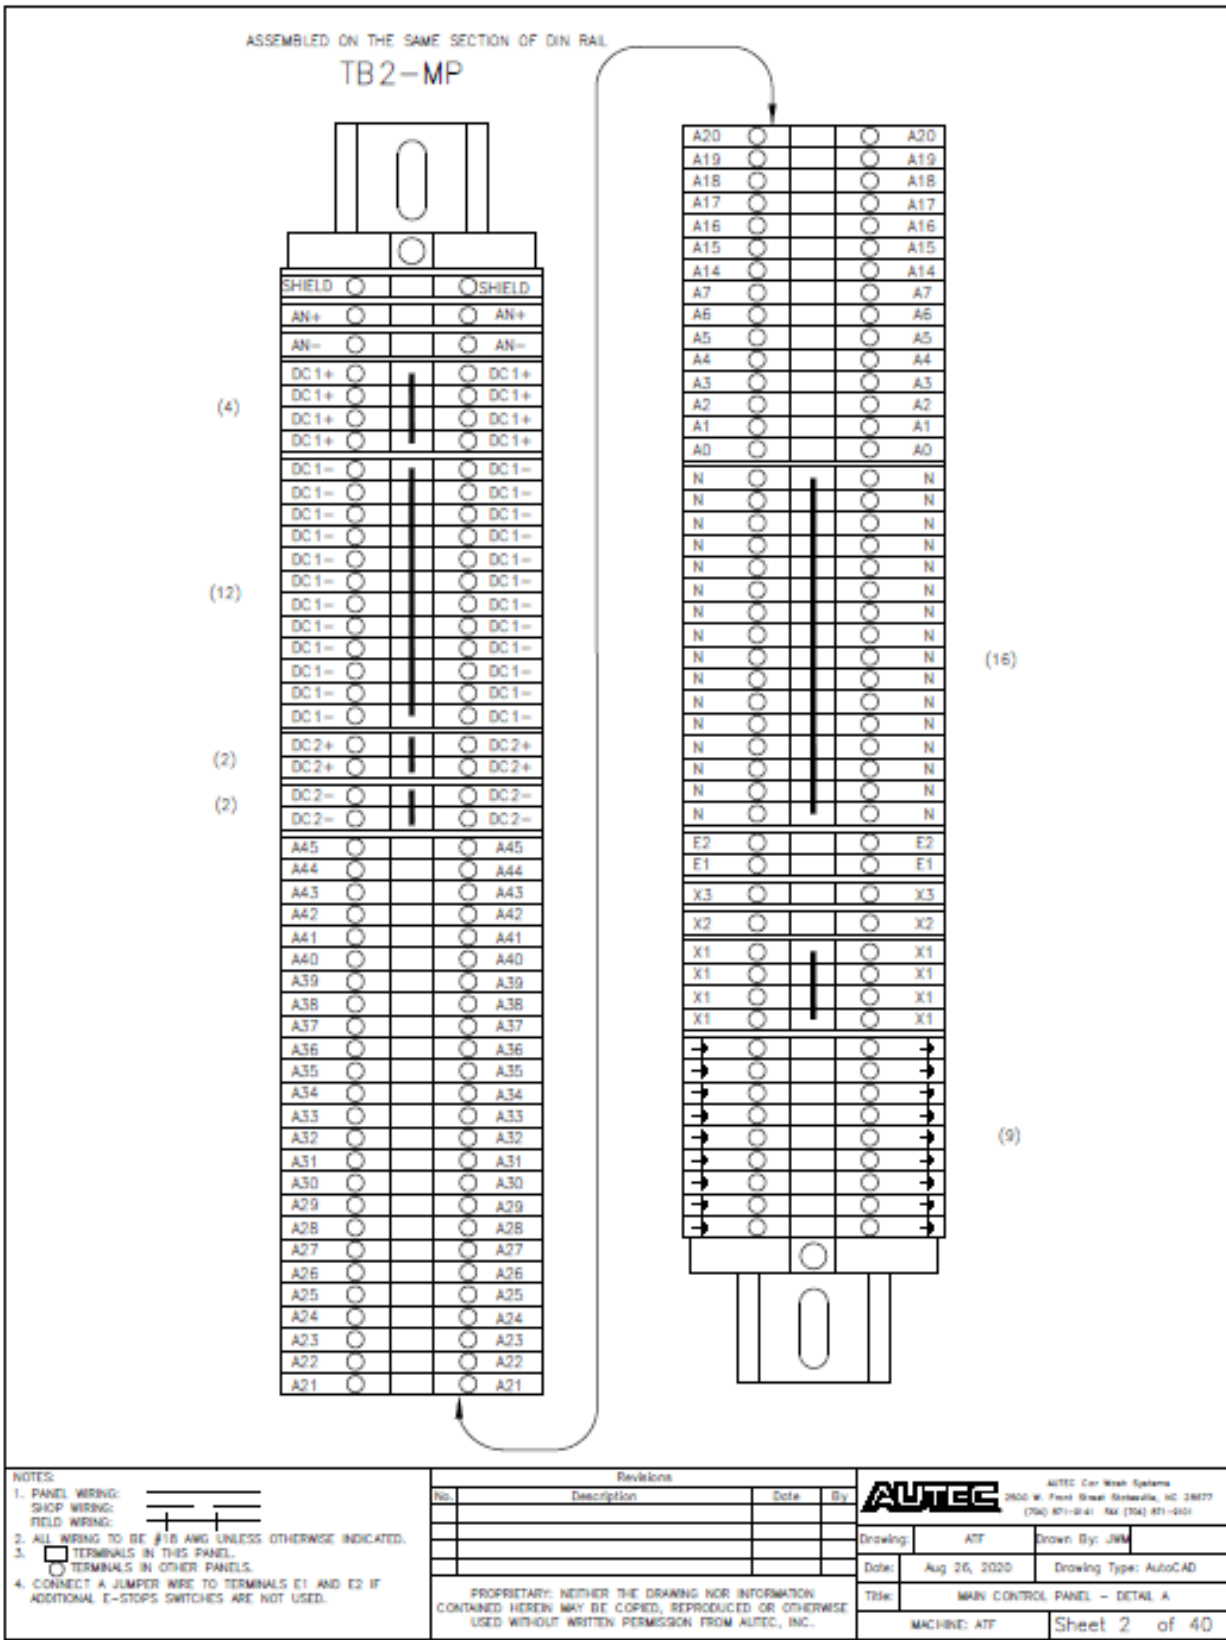 ASSEMBLED ON THE SAME SECTION OF DIN RAIL
TB2-MP
SHIELD SHIELD
AN+ AN+
AN- AN-
DC1+ DC1+
DC1+ DC1+
(4)
DC1+ DC1+
DC1+ DC1+
DC1- DC1-
DC1- DC1-
DC1- DC1-
DC1- DC1-
DC1- DC1-
DC1- DC1-
(12)
DC1- DC1-
DC1- DC1-
DC1- DC1-
DC1- DC1-
DC1- DC1-
DC1- DC1-
DC2+ DC2+
(2)
DC2+ DC2+
DC2- DC2-
(2)
DC2- DC2-
A45 A45
A44 A44
A43 A43
A42 A42
A41 A41
A40 A40
A39 A39
A38 A38
A37 A37
A36 A36
A35 A35
A34 A34
A33 A33
A32 A32
A31 A31
A30 A30
A29 A29
A28 A28
A27 A27
A26 A26
A25 A25
A24 A24
A23 A23
A22 A22
A21 A21
A20 A20
A19 A19
A18 A18
A17 A17
A16 A16
A15 A15
A14 A14
A7 A7
A6 A6
A5 A5
A4 A4
A3 A3
A2 A2
A1 A1
A0 A0
N N
N N
N N
N N
N N
N N
N N
N N
N N
(16)
N N
N N
N N
N N
N N
N N
N N
E2 E2
E1 E1
X3 X3
X2 X2
X1 X1
X1 X1
X1 X1
X1 X1
(9)
NOTES:
1. PANEL WIRING:
SHOP WIRING:
FIELD WIRING:
2. ALL WIRING TO BE #18 AWG UNLESS OTHERWISE INDICATED.
3. TERMINALS IN THIS PANEL.
TERMINALS IN OTHER PANELS.
4. CONNECT A JUMPER WIRE TO TERMINALS E1 AND E2 IF
ADDITIONAL E-STOPS SWITCHES ARE NOT USED.
Revisions
No. Description Date By
PROPRIETARY: NEITHER THE DRAWING NOR INFORMATION
CONTAINED HEREIN MAY BE COPIED, REPRODUCED OR OTHERWISE
USED WITHOUT WRITTEN PERMISSION FROM AUTEC, INC.
AUTEC
AUTEC Car Wash Systems
2500 W. Front Street Statesville, NC 28677
(704) 871-9141 FAX (704) 871-9101
Drawing: ATF Drawn By: JWM
Date: Aug 26, 2020 Drawing Type: AutoCAD
Title: MAIN CONTROL PANEL - DETAIL A
MACHINE: ATF Sheet 2 of 40